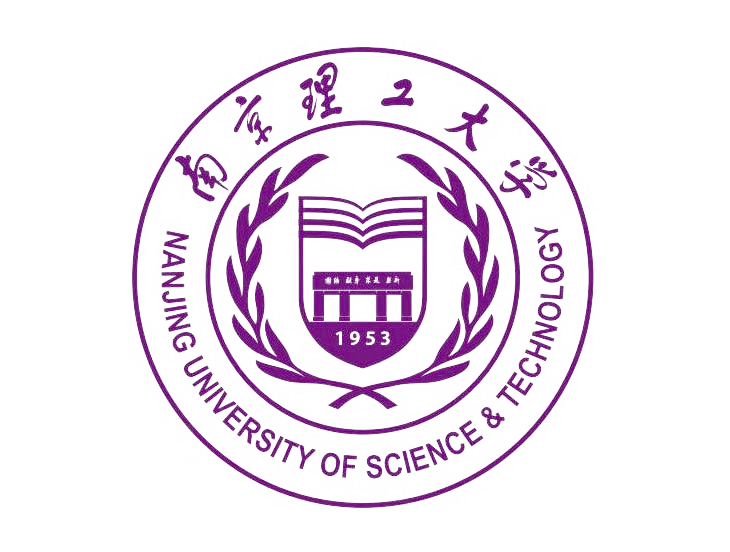 南京理工大学
1953
NANJING UNIVERSITY OF SCIENCE & TECHNOLOGY